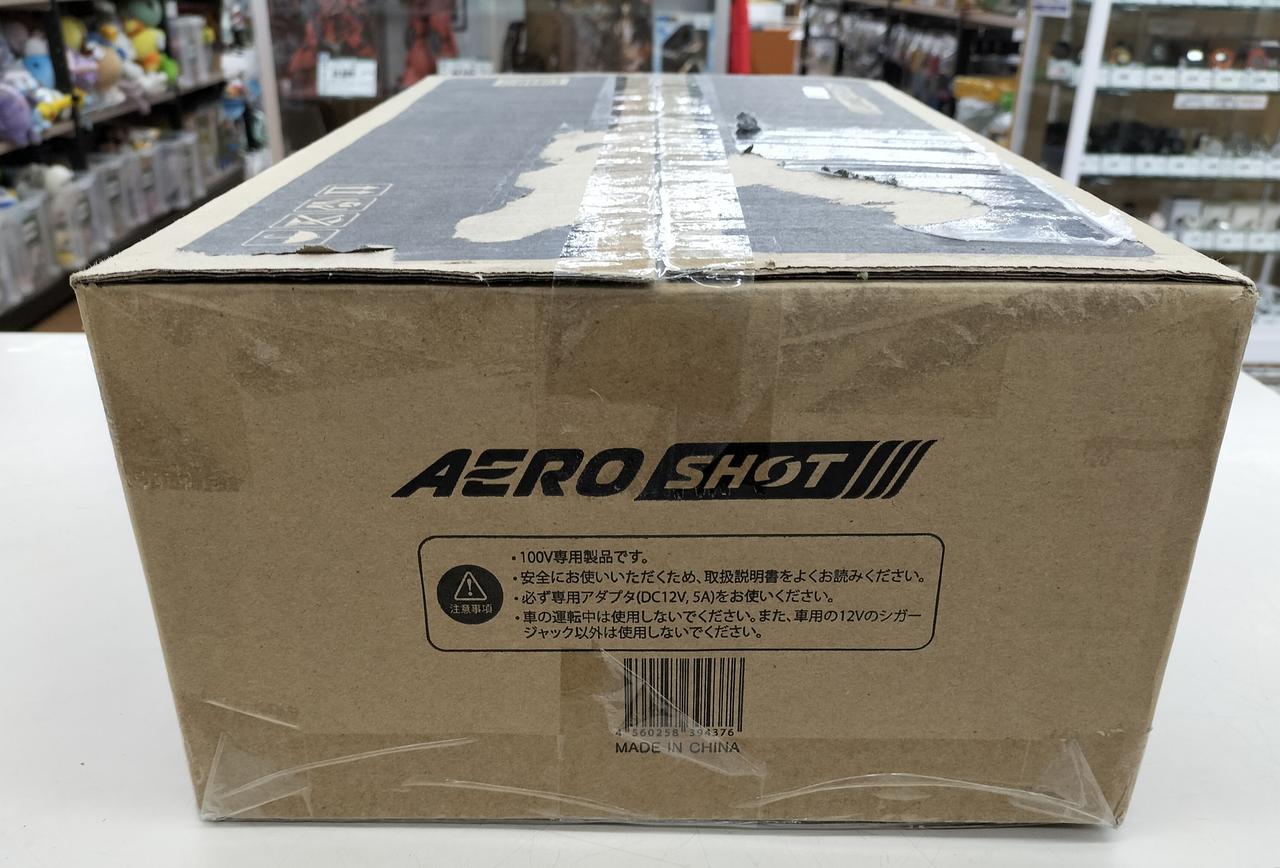 AERO SHOT
・100V専用製品です。
・安全にお使いいただくため、取扱説明書をよくお読みください。
・必ず専用アダプタ(DC12V, 5A)をお使いください。
注意事項
・車の運転中は使用しないでください。また、車用の12Vのシガー
ジャック以外は使用しないでください。
4 560258 394376
MADE IN CHINA